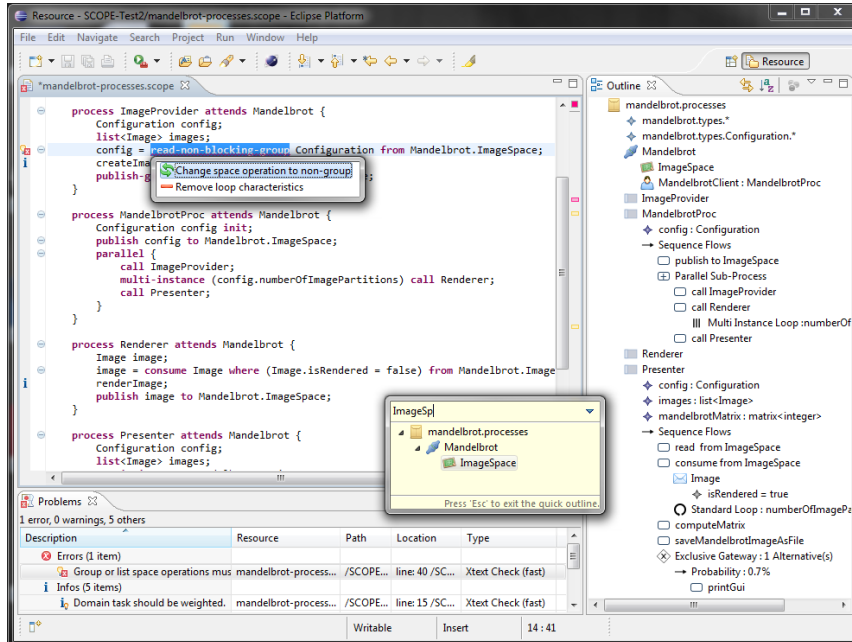 Resource - SCOPE-Test2/mandelbrot-processes.scope - Eclipse Platform
File Edit Navigate Search Project Run Window Help
Resource
*mandelbrot-processes.scope
process ImageProvider attends Mandelbrot {
Configuration config;
list<Image> images;
config = read-non-blocking-group Configuration from Mandelbrot.ImageSpace;
createIma
publish-g
e;
}
Change space operation to non-group
Remove loop characteristics
process MandelbrotProc attends Mandelbrot {
Configuration config init;
publish config to Mandelbrot.ImageSpace;
parallel {
call ImageProvider;
multi-instance (config.numberOfImagePartitions) call Renderer;
call Presenter;
}
}
process Renderer attends Mandelbrot {
Image image;
image = consume Image where (Image.isRendered = false) from Mandelbrot.Image
renderImage;
publish image to Mandelbrot.ImageSpace;
}
process Presenter attends Mandelbrot {
Configuration config;
list<Image> images;
ImageSp
mandelbrot.processes
Mandelbrot
ImageSpace
Press 'Esc' to exit the quick outline.
Outline
mandelbrot.processes
mandelbrot.types.*
mandelbrot.types.Configuration.*
Mandelbrot
ImageSpace
MandelbrotClient : MandelbrotProc
ImageProvider
MandelbrotProc
config : Configuration
Sequence Flows
publish to ImageSpace
Parallel Sub-Process
call ImageProvider
call Renderer
Multi Instance Loop :numberOf
call Presenter
Renderer
Presenter
config : Configuration
images : list<Image>
mandelbrotMatrix : matrix<integer>
Sequence Flows
read from ImageSpace
consume from ImageSpace
Image
isRendered = true
Standard Loop : numberOfImagePa
computeMatrix
saveMandelbrotImageAsFile
Exclusive Gateway : 1 Alternative(s)
Probability : 0.7%
printGui
Problems
1 error, 0 warnings, 5 others
Description Resource Path Location Type
Errors (1 item)
Group or list space operations mus mandelbrot-process... /SCOPE... line: 40 /SC... Xtext Check (fast)
Infos (5 items)
Domain task should be weighted. mandelbrot-process... /SCOPE... line: 15 /SC... Xtext Check (fast)
Writable Insert 14 : 41